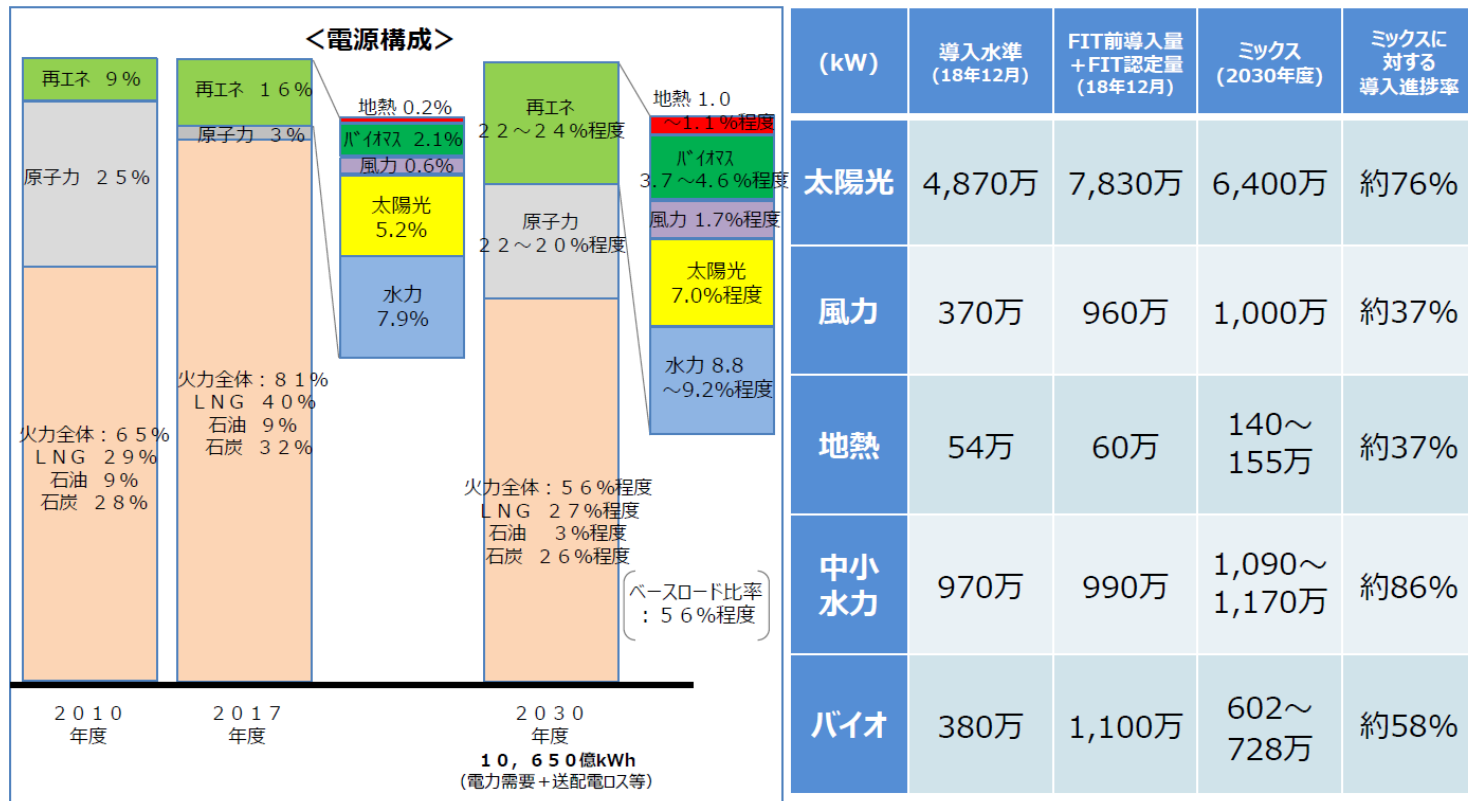 ＜電源構成＞
再エネ ９％
原子力 ２５％
火力全体：６５％
ＬＮＧ ２９％
石油 ９％
石炭 ２８％
２０１０
年度
再エネ １６％
原子力 ３％
火力全体：８１％
ＬＮＧ ４０％
石油 ９％
石炭 ３２％
２０１７
年度
地熱 0.2%
ﾊﾞｲｵﾏｽ 2.1%
風力 0.6%
太陽光
5.2%
水力
7.9%
再エネ
２２～２４％程度
原子力
２２～２０％程度
火力全体：５６％程度
ＬＮＧ ２７％程度
石油 ３％程度
石炭 ２６％程度
２０３０
年度
１０，６５０億kWh
(電力需要＋送配電ロス等)
地熱 1.0
～1.1％程度
ﾊﾞｲｵﾏｽ
3.7～4.6％程度
風力 1.7%程度
太陽光
7.0%程度
水力 8.8
～9.2%程度
ベースロード比率
：５６％程度
(kW)
導入水準
(18年12月)
FIT前導入量
＋FIT認定量
(18年12月)
ミックス
(2030年度)
ミックスに
対する
導入進捗率
太陽光 4,870万 7,830万 6,400万 約76%
風力 370万 960万 1,000万 約37%
地熱 54万 60万 140～
155万 約37%
中小
水力 970万 990万 1,090～
1,170万 約86%
バイオ 380万 1,100万 602～
728万 約58%